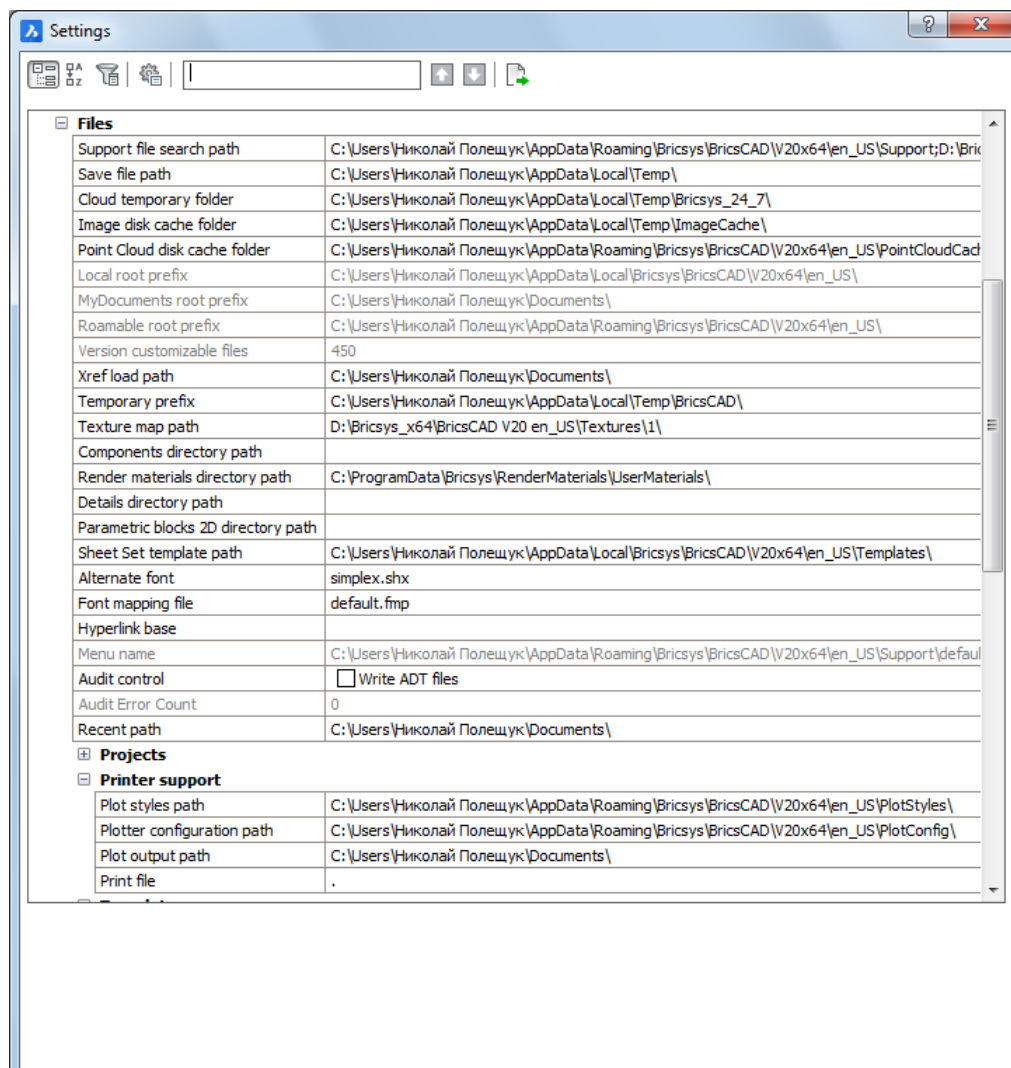 Settings
Files
Support file search path C:\Users\Николай Полещук\AppData\Roaming\Bricsys\BricsCAD\V20x64\en_US\Support;D:\Bric
Save file path C:\Users\Николай Полещук\AppData\Local\Temp\
Cloud temporary folder C:\Users\Николай Полещук\AppData\Local\Temp\Bricsys_24_7\
Image disk cache folder C:\Users\Николай Полещук\AppData\Local\Temp\ImageCache\
Point Cloud disk cache folder C:\Users\Николай Полещук\AppData\Roaming\Bricsys\BricsCAD\V20x64\en_US\PointCloudCach
Local root prefix C:\Users\Николай Полещук\AppData\Local\Bricsys\BricsCAD\V20x64\en_US\
MyDocuments root prefix C:\Users\Николай Полещук\Documents\
Roamable root prefix C:\Users\Николай Полещук\AppData\Roaming\Bricsys\BricsCAD\V20x64\en_US\
Version customizable files 450
Xref load path C:\Users\Николай Полещук\Documents\
Temporary prefix C:\Users\Николай Полещук\AppData\Local\Temp\BricsCAD\
Texture map path D:\Bricsys_x64\BricsCAD V20 en_US\Textures\1\
Components directory path
Render materials directory path C:\ProgramData\Bricsys\RenderMaterials\UserMaterials\
Details directory path
Parametric blocks 2D directory path
Sheet Set template path C:\Users\Николай Полещук\AppData\Local\Bricsys\BricsCAD\V20x64\en_US\Templates\
Alternate font simplex.shx
Font mapping file default.fmp
Hyperlink base
Menu name C:\Users\Николай Полещук\AppData\Roaming\Bricsys\BricsCAD\V20x64\en_US\Support\defaul
Audit control Write ADT files
Audit Error Count 0
Recent path C:\Users\Николай Полещук\Documents\
Projects
Printer support
Plot styles path C:\Users\Николай Полещук\AppData\Roaming\Bricsys\BricsCAD\V20x64\en_US\PlotStyles\
Plotter configuration path C:\Users\Николай Полещук\AppData\Roaming\Bricsys\BricsCAD\V20x64\en_US\PlotConfig\
Plot output path C:\Users\Николай Полещук\Documents\
Print file .